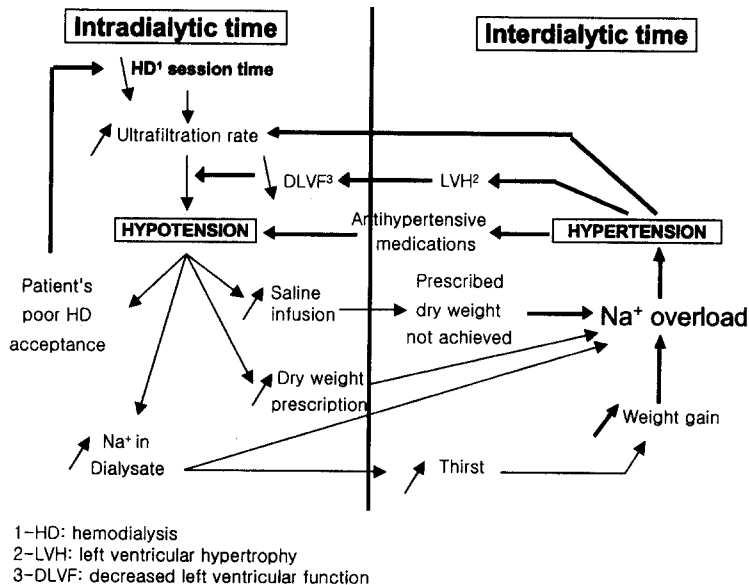 Intradialytic time
Interdialytic time
HD¹ session time
Ultrafiltration rate
DLVF³
LVH²
HYPOTENSION
Antihypertensive
medications
HYPERTENSION
Patient's
poor HD
acceptance
Saline
infusion
Prescribed
dry weight
not achieved
Na⁺ overload
Dry weight
prescription
Weight gain
Na⁺ in
Dialysate
Thirst
1-HD: hemodialysis
2-LVH: left ventricular hypertrophy
3-DLVF: decreased left ventricular function